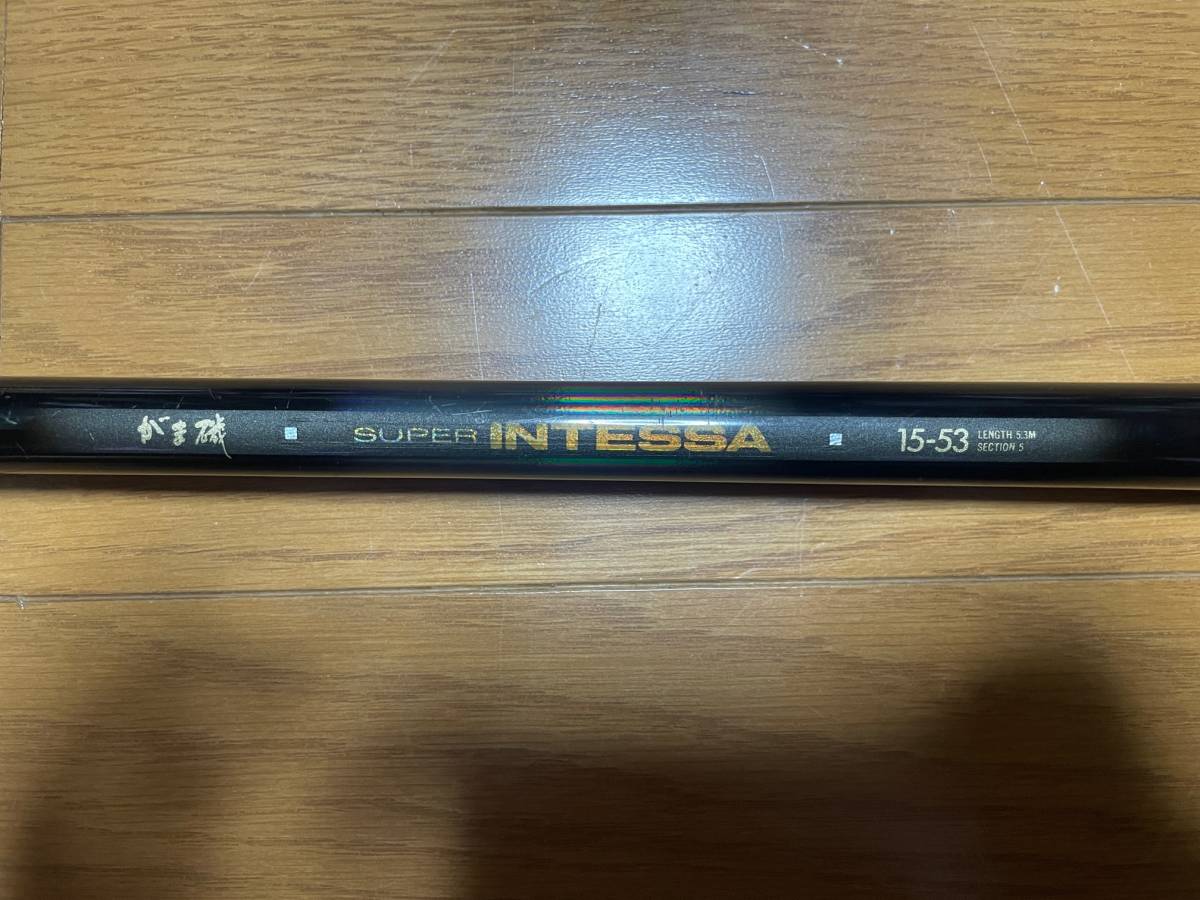 がま磯 SUPER INTESSA 15-53 LENGTH 5.3M
SECTION 5